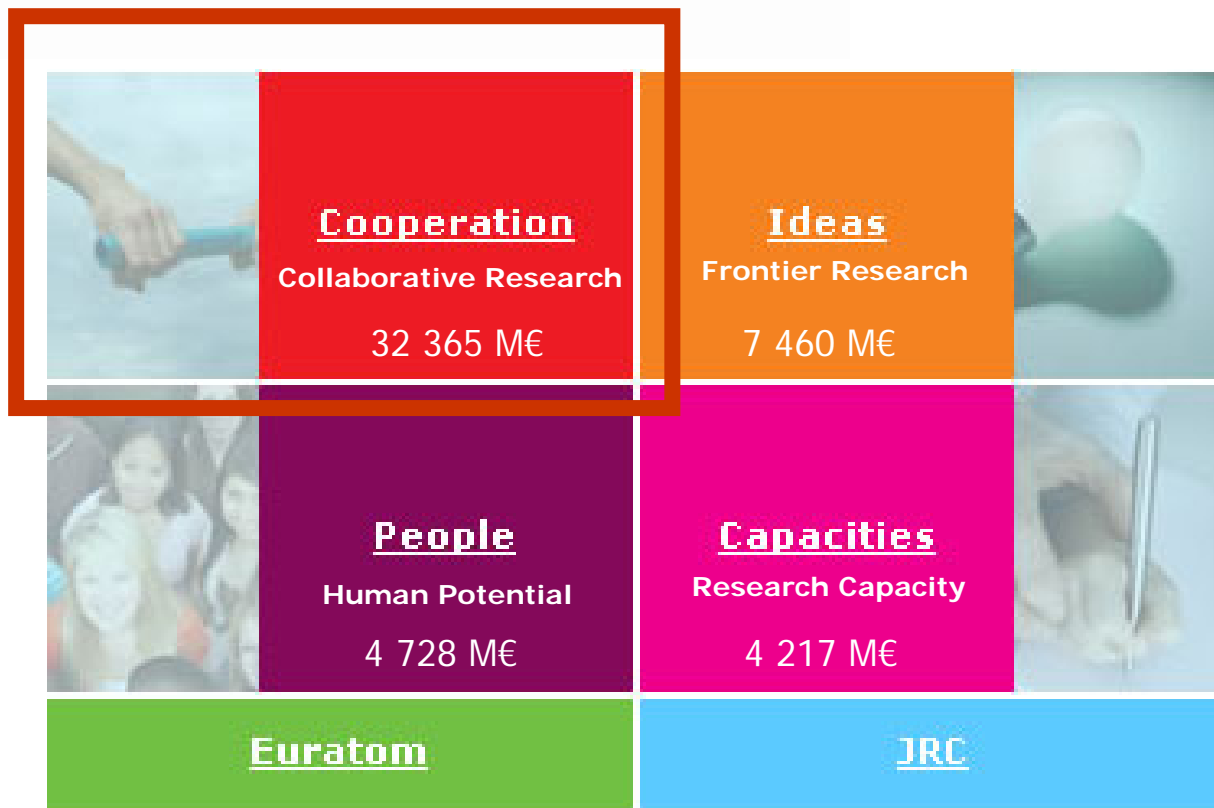 Cooperation
Collaborative Research
32 365 M€
Ideas
Frontier Research
7 460 M€
People
Human Potential
4 728 M€
Capacities
Research Capacity
4 217 M€
Euratom
JRC